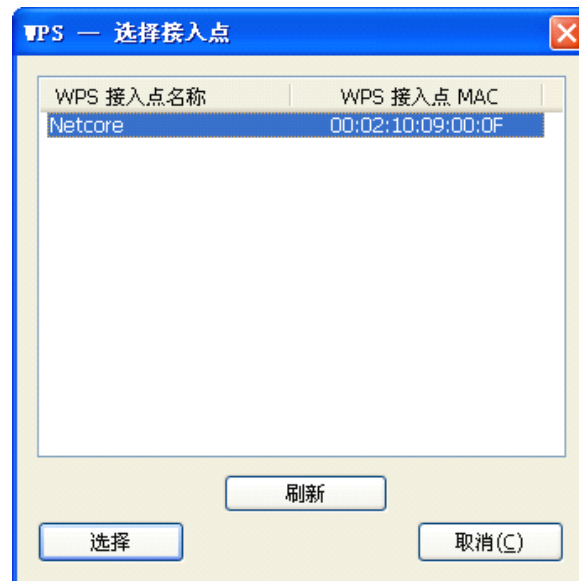 WPS — 选择接入点
WPS 接入点名称 WPS 接入点 MAC
Netcore 00:02:10:09:00:0F
刷新
选择 取消(C)